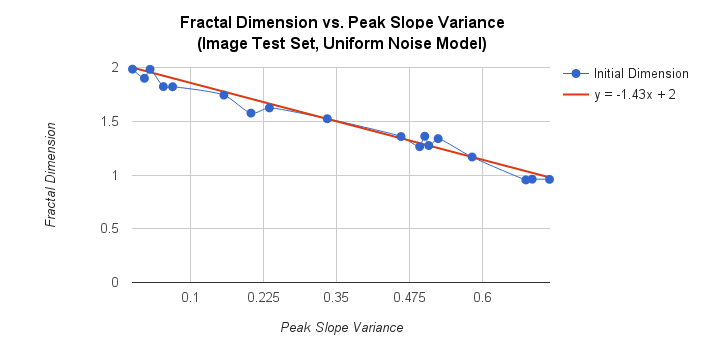 Fractal Dimension vs. Peak Slope Variance
(Image Test Set, Uniform Noise Model)
2
1.5
1
0.5
0
Fractal Dimension
0.1 0.225 0.35 0.475 0.6
Peak Slope Variance
Initial Dimension
y = -1.43x + 2